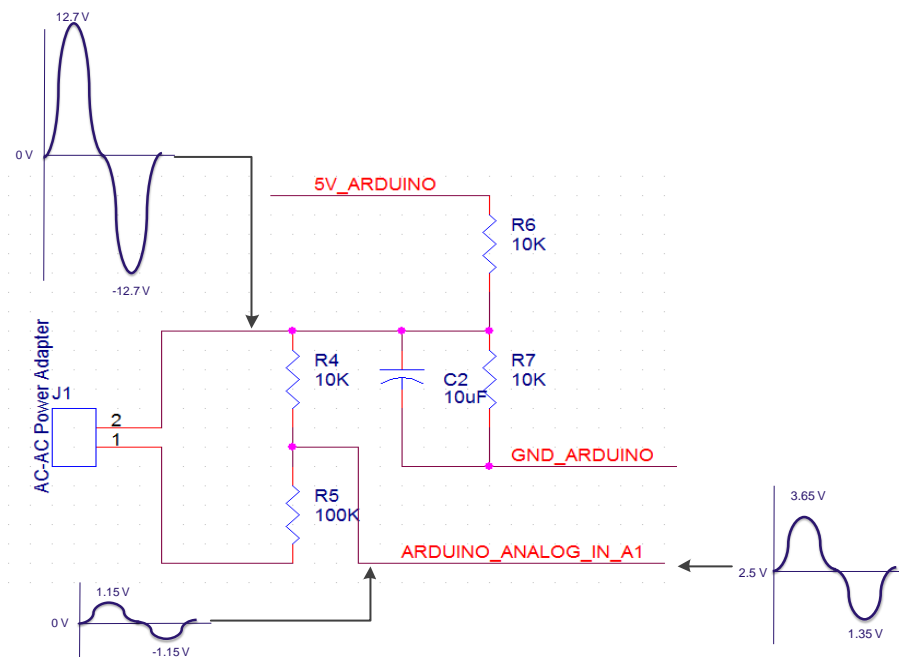 12.7 V
0 V
-12.7 V
5V_ARDUINO
R6
10K
AC-AC Power Adapter
J1
2
1
R4
10K
C2
10uF
R7
10K
GND_ARDUINO
R5
100K
ARDUINO_ANALOG_IN_A1
3.65 V
2.5 V
1.35 V
1.15 V
0 V
-1.15 V